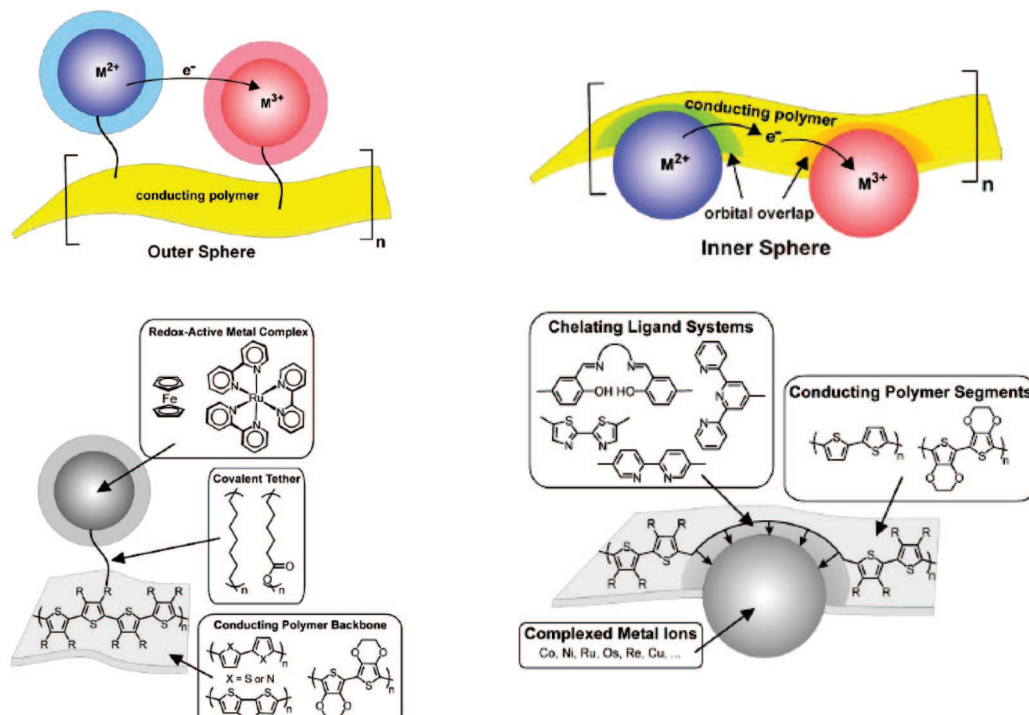 M2+
e-
M3+
conducting polymer
n
Outer Sphere
conducting polymer
M2+
e-
M3+
orbital overlap
n
Inner Sphere
Redox-Active Metal Complex
Fe
N
N
N
Ru
N
N
N
Covalent Tether
n
O
O
n
R R R R
S S S S
n
R R R R
Conducting Polymer Backbone
X
X
n
X = S or N
S S
O O
S
S
n
O O
Chelating Ligand Systems
=N N=
OH HO
N
N
N
S S
N N
N N
Conducting Polymer Segments
S
S
n
O O
S
S
n
O O
R R
S
S
R R
R R
S
S
n
R R
Complexed Metal Ions
Co, Ni, Ru, Os, Re, Cu, ...